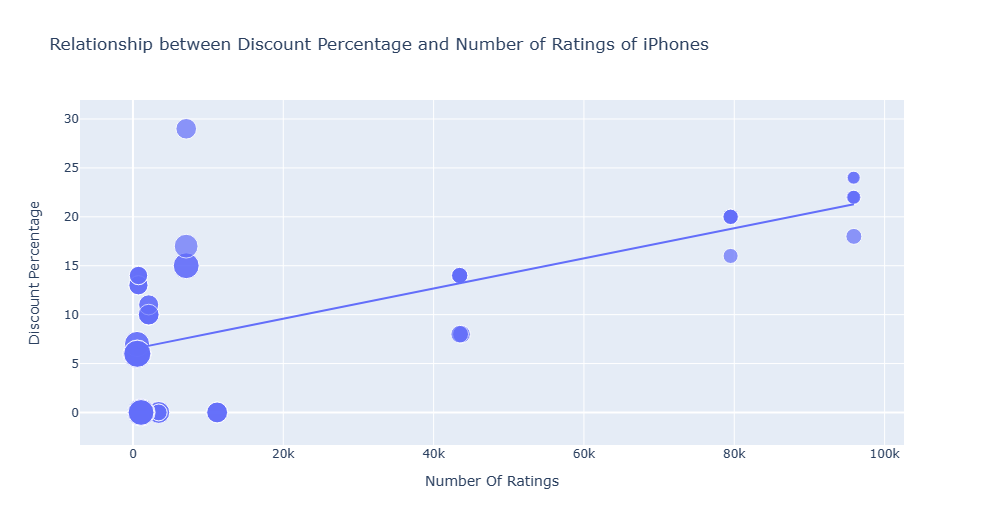 Relationship between Discount Percentage and Number of Ratings of iPhones
30
25
20
15
10
5
0
Discount Percentage
0 20k 40k 60k 80k 100k
Number Of Ratings